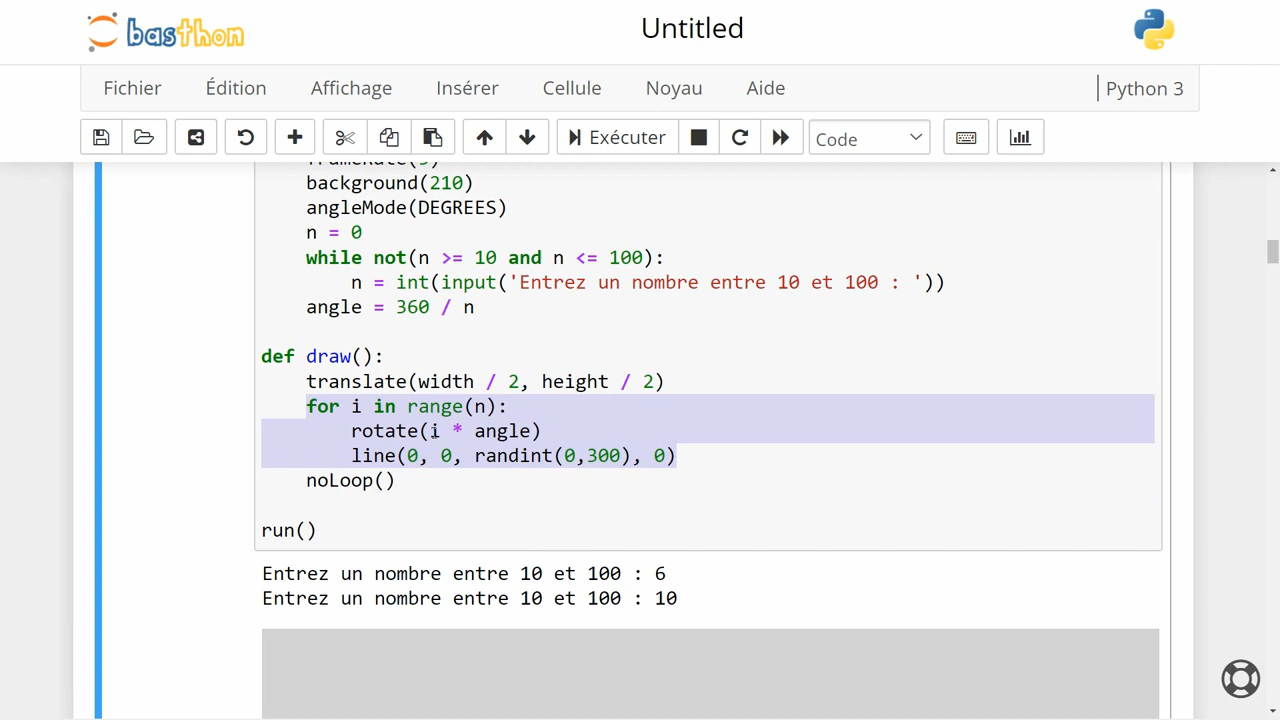 basthon
Untitled
Fichier Édition Affichage Insérer Cellule Noyau Aide Python 3
Exécuter Code
frameRate(5)
background(210)
angleMode(DEGREES)
n = 0
while not(n >= 10 and n <= 100):
n = int(input('Entrez un nombre entre 10 et 100 : '))
angle = 360 / n
def draw():
translate(width / 2, height / 2)
for i in range(n):
rotate(i * angle)
line(0, 0, randint(0,300), 0)
noLoop()
run()
Entrez un nombre entre 10 et 100 : 6
Entrez un nombre entre 10 et 100 : 10